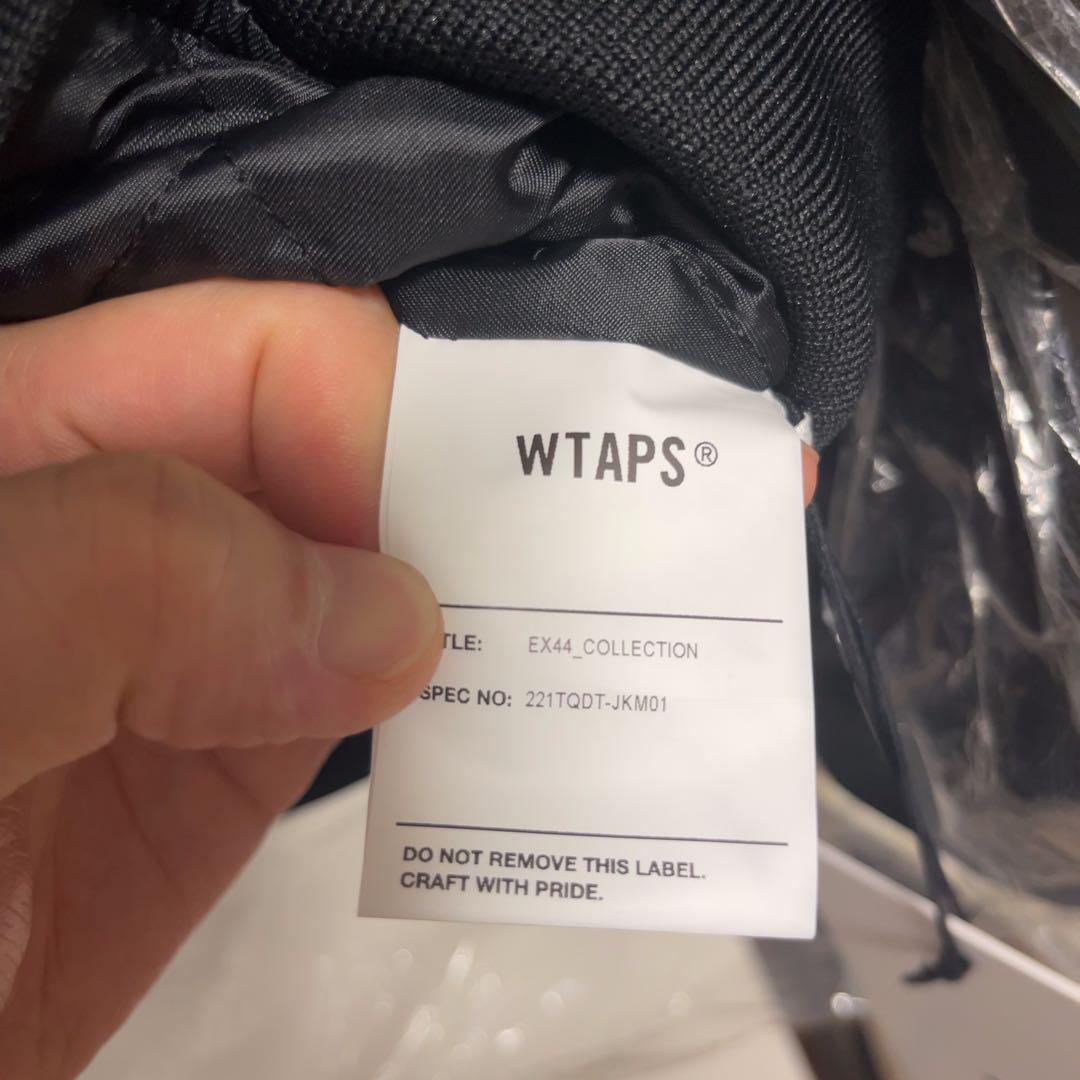 WTAPS®
TLE: EX44_COLLECTION
SPEC NO: 221TQDT-JKM01
DO NOT REMOVE THIS LABEL.
CRAFT WITH PRIDE.